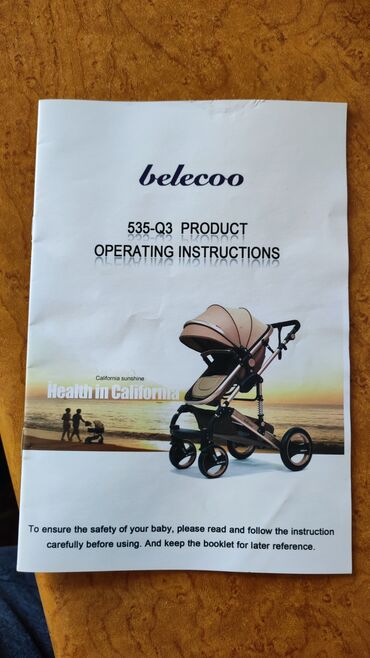 belecoo
535-Q3 PRODUCT
OPERATING INSTRUCTIONS
California sunshine
Health in California
To ensure the safety of your baby, please read and follow the instruction
carefully before using. And keep the booklet for later reference.